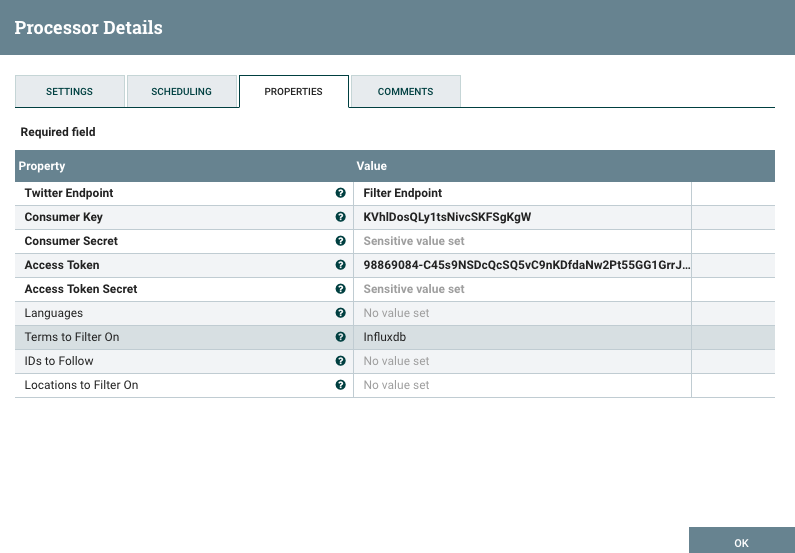 Processor Details
SETTINGS SCHEDULING PROPERTIES COMMENTS
Required field
Property Value
Twitter Endpoint ? Filter Endpoint
Consumer Key ? KVhlDosQLy1tsNivcSKFSgKgW
Consumer Secret ? Sensitive value set
Access Token ? 98869084-C45s9NSDcQcSQ5vC9nKDfdaNw2Pt55GG1GrrJ...
Access Token Secret ? Sensitive value set
Languages ? No value set
Terms to Filter On ? Influxdb
IDs to Follow ? No value set
Locations to Filter On ? No value set
OK